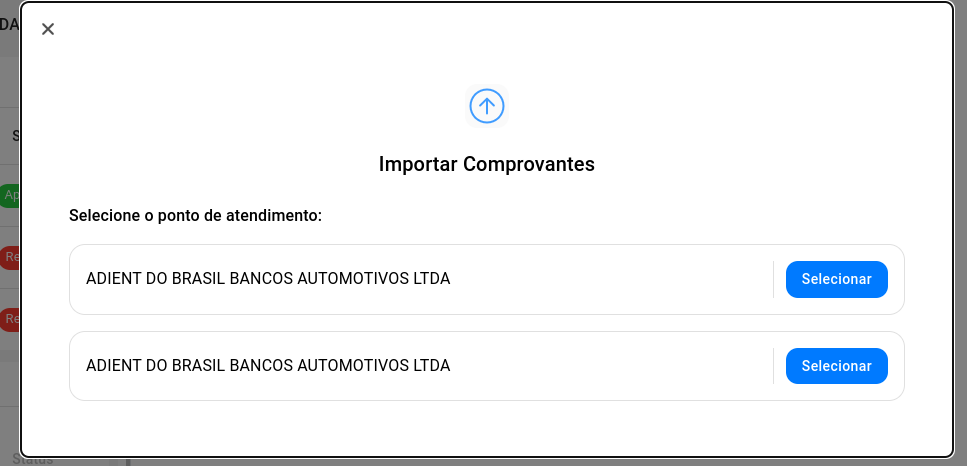 DA
Importar Comprovantes
Selecione o ponto de atendimento:
ADIENT DO BRASIL BANCOS AUTOMOTIVOS LTDA
Selecionar
ADIENT DO BRASIL BANCOS AUTOMOTIVOS LTDA
Selecionar
S
Ap
Re
Re
Status